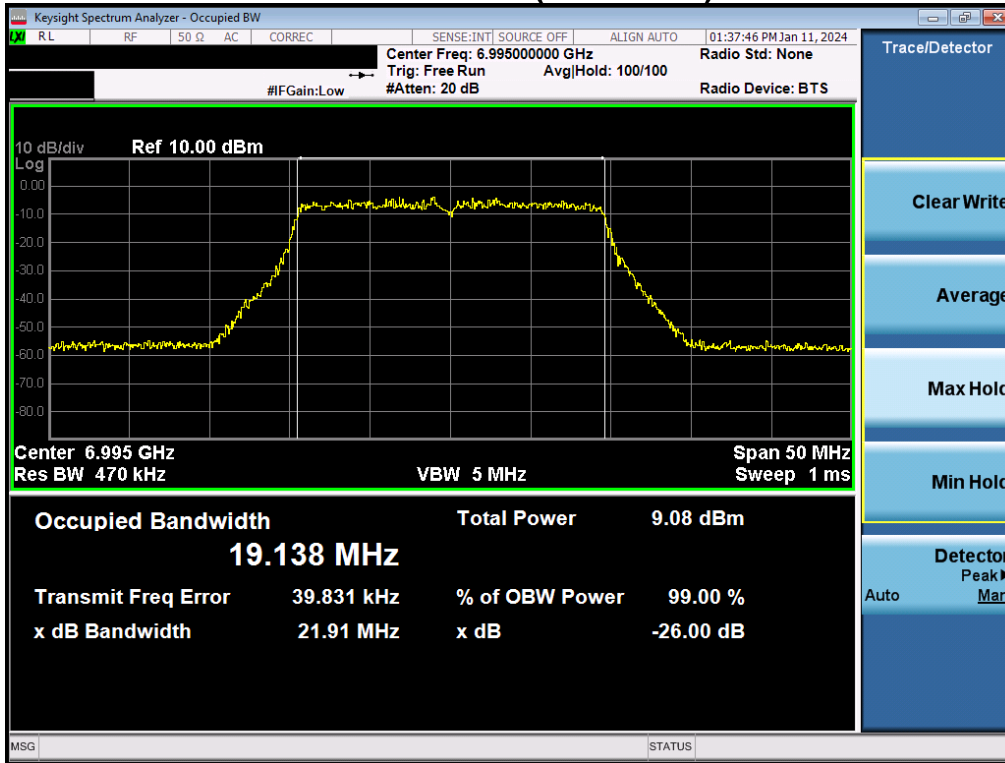 Keysight Spectrum Analyzer - Occupied BW
LXI RL RF 50 Ω AC CORREC SENSE:INT SOURCE OFF ALIGN AUTO 01:37:46 PM Jan 11, 2024
Center Freq: 6.995000000 GHz Radio Std: None
Trig: Free Run Avg|Hold: 100/100
#IFGain:Low #Atten: 20 dB Radio Device: BTS
Trace/Detector
10 dB/div Ref 10.00 dBm
Log
0.00
-10.0
-20.0
-30.0
-40.0
-50.0
-60.0
-70.0
-80.0
Center 6.995 GHz Span 50 MHz
Res BW 470 kHz VBW 5 MHz Sweep 1 ms
Occupied Bandwidth Total Power 9.08 dBm
19.138 MHz
Transmit Freq Error 39.831 kHz % of OBW Power 99.00 %
x dB Bandwidth 21.91 MHz x dB -26.00 dB
Clear Write
Average
Max Hold
Min Hold
Detector
Peak
Auto Man
MSG STATUS